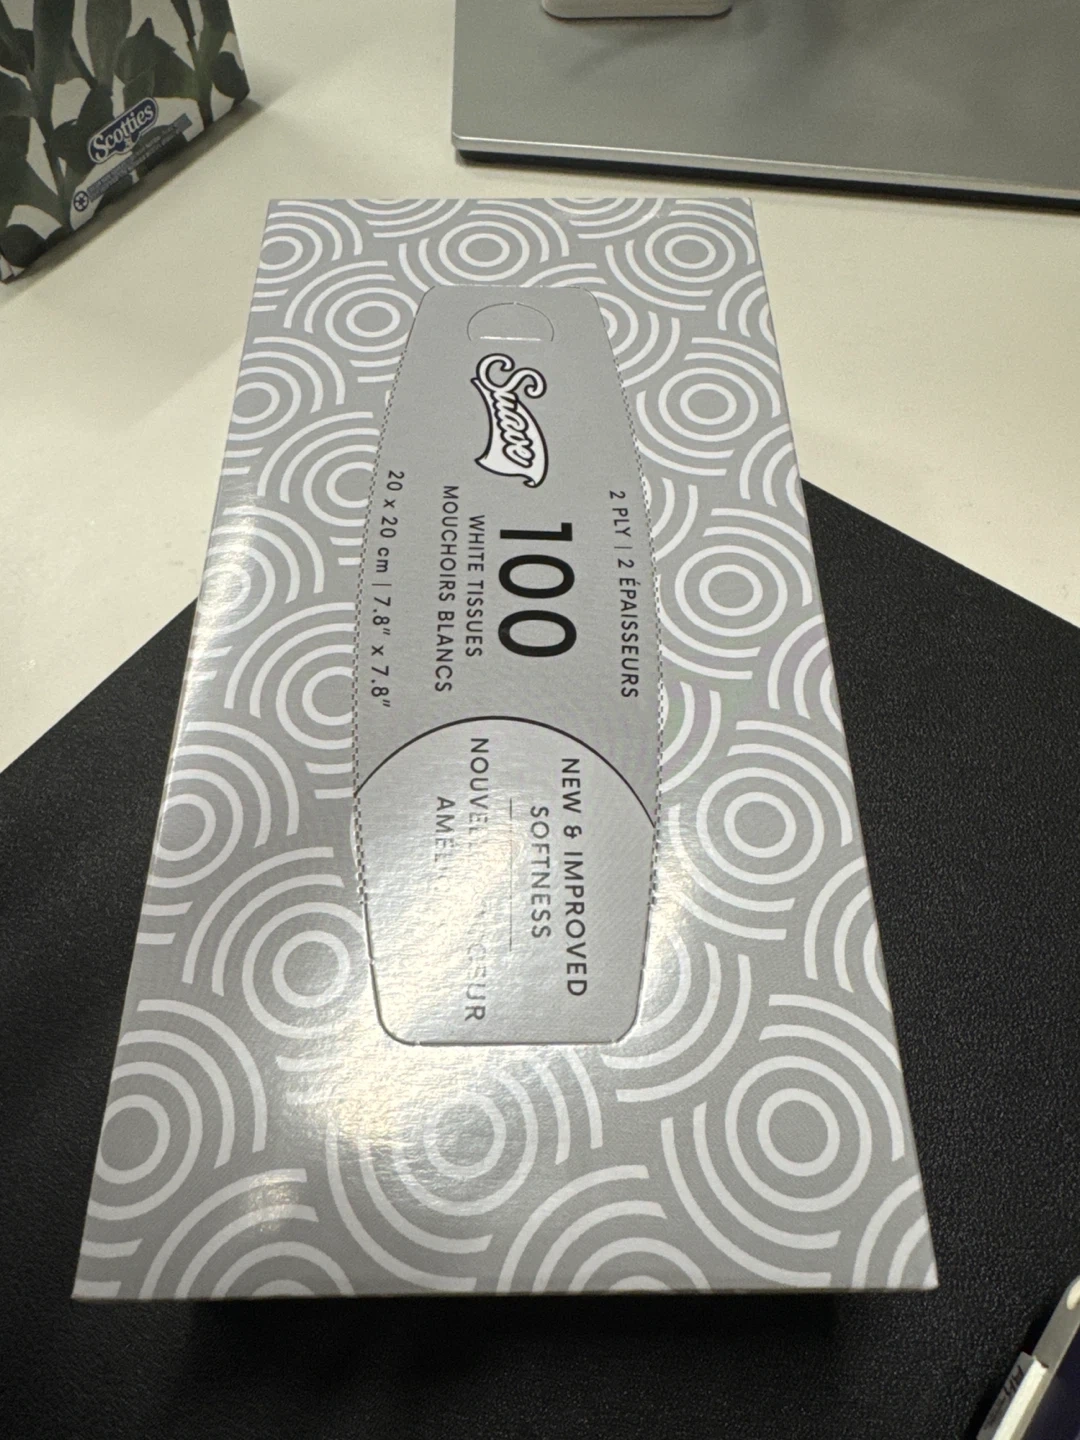 Scotties
Suave
2 PLY | 2 ÉPAISSEURS
100
WHITE TISSUES
MOUCHOIRS BLANCS
20 x 20 cm | 7.8" x 7.8"
NEW & IMPROVED
SOFTNESS